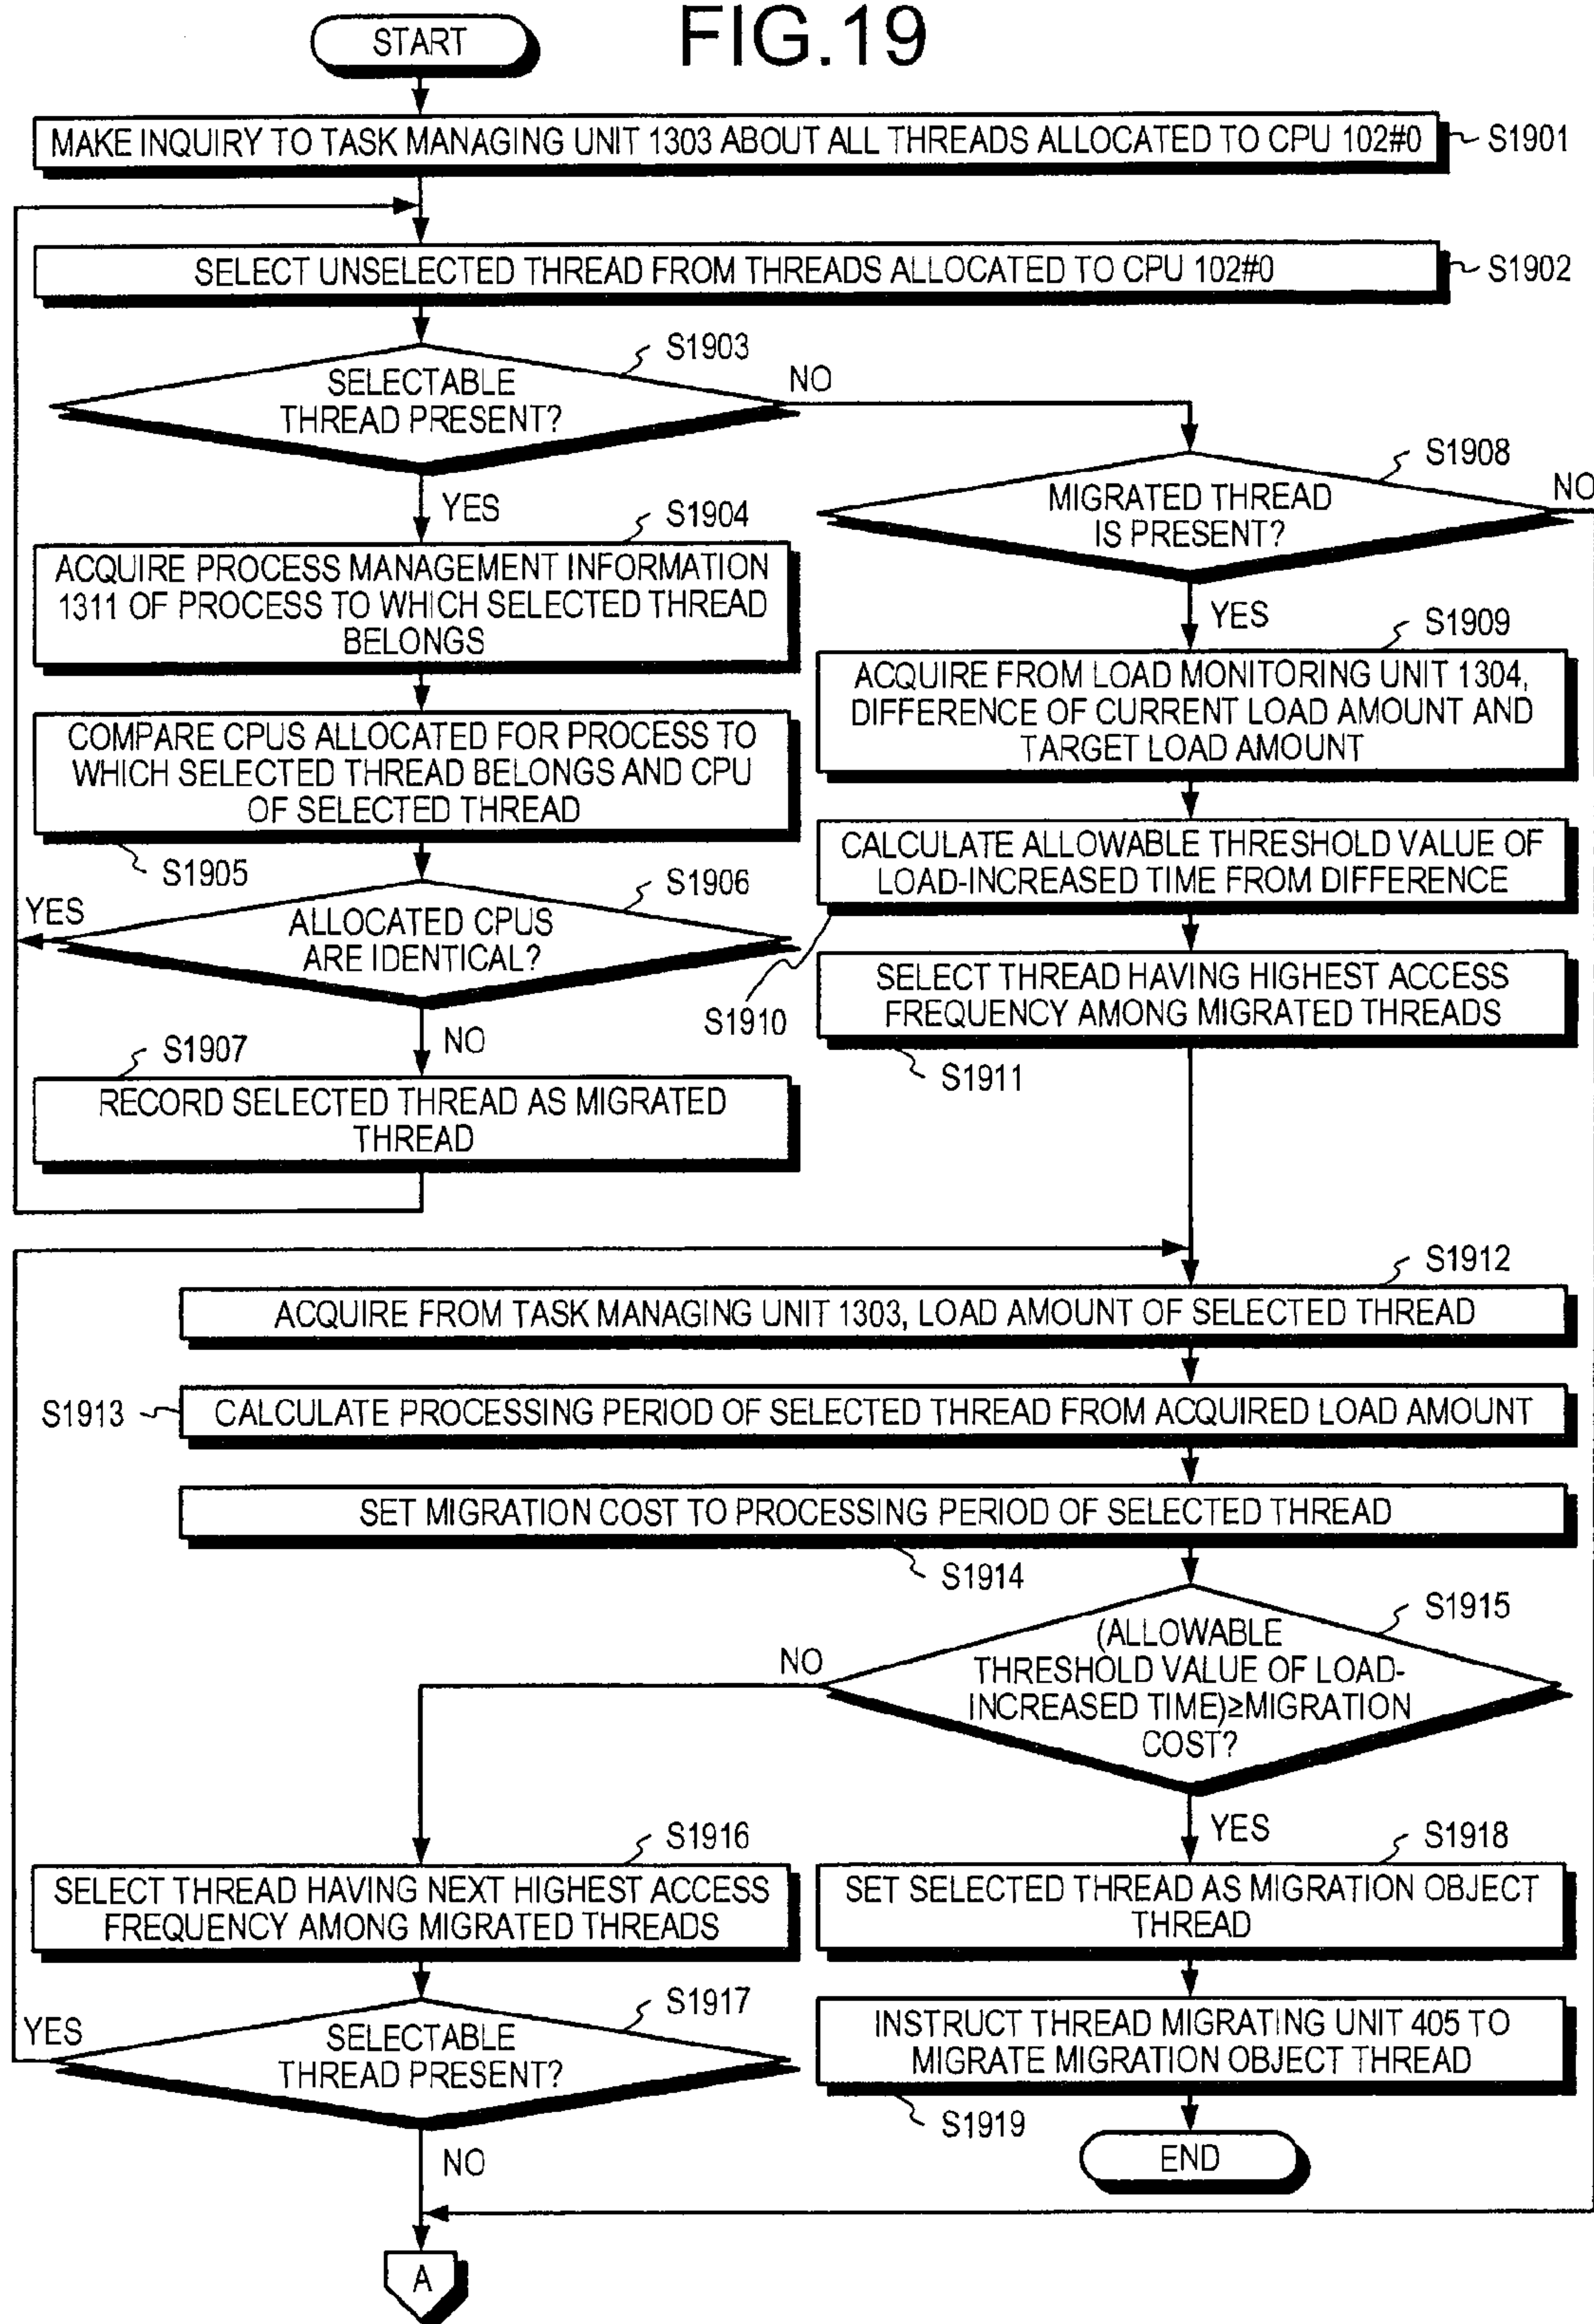 FIG.19
START
MAKE INQUIRY TO TASK MANAGING UNIT 1303 ABOUT ALL THREADS ALLOCATED TO CPU 102#0
S1901
SELECT UNSELECTED THREAD FROM THREADS ALLOCATED TO CPU 102#0
S1902
S1903
SELECTABLE
THREAD PRESENT?
NO
YES
S1904
ACQUIRE PROCESS MANAGEMENT INFORMATION
1311 OF PROCESS TO WHICH SELECTED THREAD
BELONGS
COMPARE CPUS ALLOCATED FOR PROCESS TO
WHICH SELECTED THREAD BELONGS AND CPU
OF SELECTED THREAD
S1905
S1906
YES
ALLOCATED CPUS
ARE IDENTICAL?
NO
S1907
RECORD SELECTED THREAD AS MIGRATED
THREAD
S1908
MIGRATED THREAD
IS PRESENT?
NO
YES
S1909
ACQUIRE FROM LOAD MONITORING UNIT 1304,
DIFFERENCE OF CURRENT LOAD AMOUNT AND
TARGET LOAD AMOUNT
CALCULATE ALLOWABLE THRESHOLD VALUE OF
LOAD-INCREASED TIME FROM DIFFERENCE
S1910
SELECT THREAD HAVING HIGHEST ACCESS
FREQUENCY AMONG MIGRATED THREADS
S1911
S1912
ACQUIRE FROM TASK MANAGING UNIT 1303, LOAD AMOUNT OF SELECTED THREAD
S1913
CALCULATE PROCESSING PERIOD OF SELECTED THREAD FROM ACQUIRED LOAD AMOUNT
SET MIGRATION COST TO PROCESSING PERIOD OF SELECTED THREAD
S1914
S1915
(ALLOWABLE
THRESHOLD VALUE OF LOAD-
INCREASED TIME)≥MIGRATION
COST?
NO
YES
S1916
SELECT THREAD HAVING NEXT HIGHEST ACCESS
FREQUENCY AMONG MIGRATED THREADS
S1917
YES
SELECTABLE
THREAD PRESENT?
NO
S1918
SET SELECTED THREAD AS MIGRATION OBJECT
THREAD
INSTRUCT THREAD MIGRATING UNIT 405 TO
MIGRATE MIGRATION OBJECT THREAD
S1919
END
A